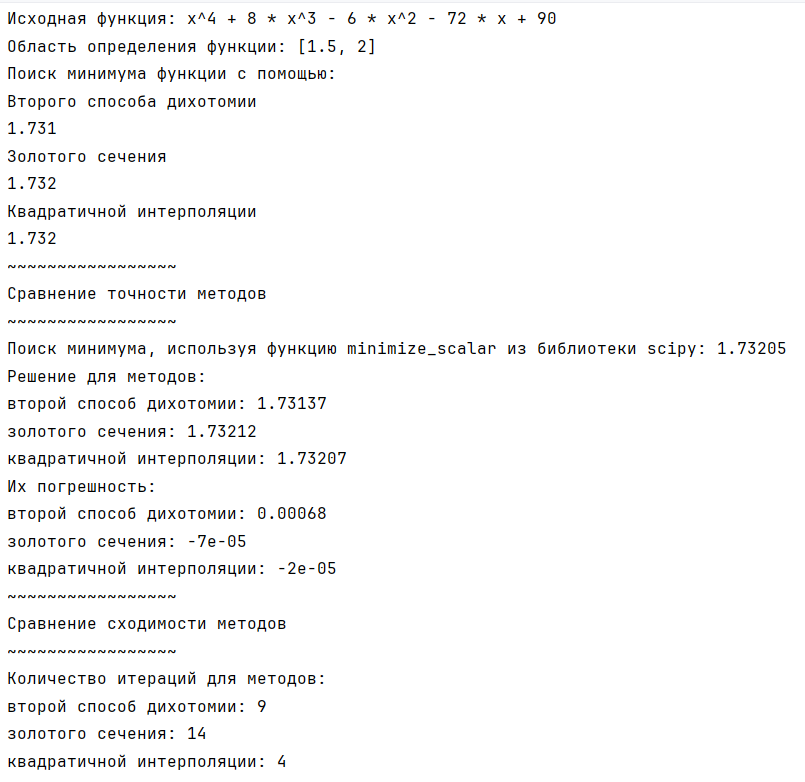 Исходная функция: x^4 + 8 * x^3 - 6 * x^2 - 72 * x + 90
Область определения функции: [1.5, 2]
Поиск минимума функции с помощью:
Второго способа дихотомии
1.731
Золотого сечения
1.732
Квадратичной интерполяции
1.732
~~~~~~~~~~~~~~~~~
Сравнение точности методов
~~~~~~~~~~~~~~~~~
Поиск минимума, используя функцию minimize_scalar из библиотеки scipy: 1.73205
Решение для методов:
второй способ дихотомии: 1.73137
золотого сечения: 1.73212
квадратичной интерполяции: 1.73207
Их погрешность:
второй способ дихотомии: 0.00068
золотого сечения: -7e-05
квадратичной интерполяции: -2e-05
~~~~~~~~~~~~~~~~~
Сравнение сходимости методов
~~~~~~~~~~~~~~~~~
Количество итераций для методов:
второй способ дихотомии: 9
золотого сечения: 14
квадратичной интерполяции: 4